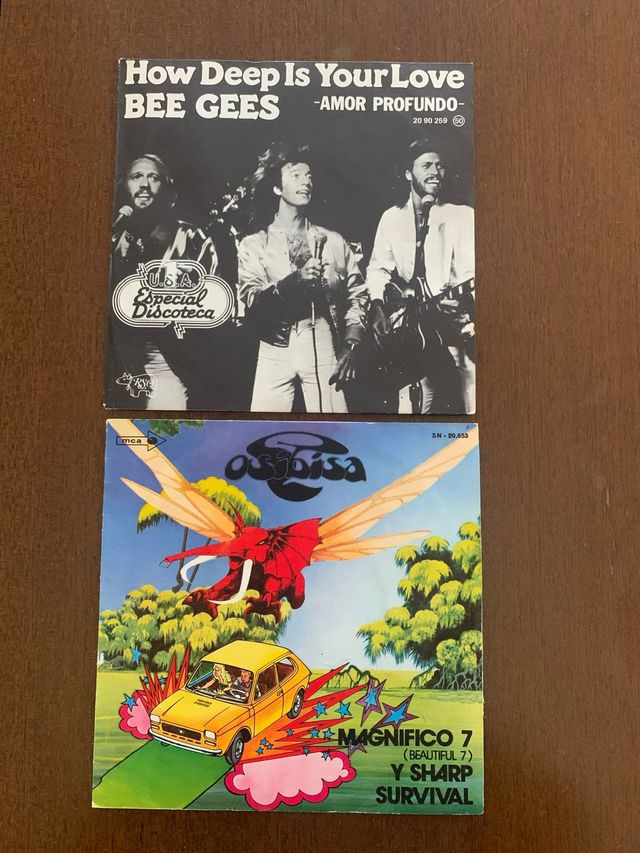 How Deep Is Your Love
BEE GEES -AMOR PROFUNDO-
20 90 259 50
U.S.A.
Especial
Discoteca
RSO
mca
SN - 20.653
osibisa
MAGNIFICO 7
(BEAUTIFUL 7)
Y SHARP
SURVIVAL